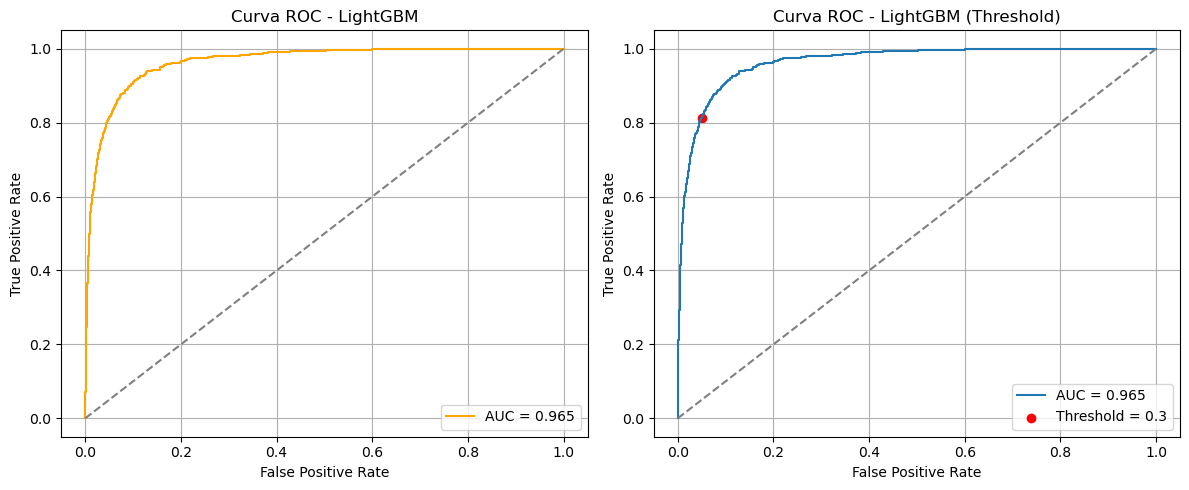 Curva ROC - LightGBM
1.0
0.8
0.6
0.4
0.2
0.0
True Positive Rate
0.0 0.2 0.4 0.6 0.8 1.0
False Positive Rate
AUC = 0.965
Curva ROC - LightGBM (Threshold)
1.0
0.8
0.6
0.4
0.2
0.0
True Positive Rate
0.0 0.2 0.4 0.6 0.8 1.0
False Positive Rate
AUC = 0.965
Threshold = 0.3